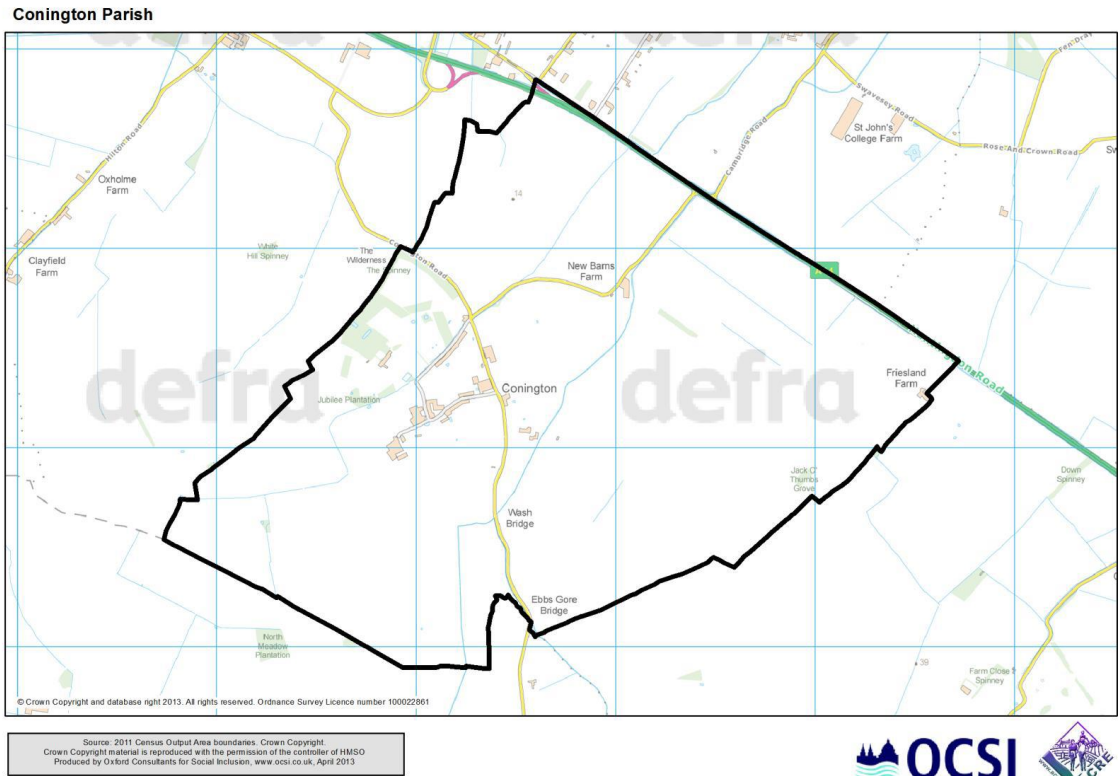 Conington Parish
defra
defra
Fen Dray
Swavesey Road
St John's
College Farm
Rose And Crown Road
Sw
Cambridge Road
Hilton Road
Oxholme
Farm
14
White
Hill Spinney
The
Wilderness
The Spinney
Clayfield
Farm
New Barns
Farm
defra
defra
Friesland
Farm
Conington
Jubilee Plantation
Jack O'
Thumbs
Grove
Down
Spinney
Wash
Bridge
Ebbs Gore
Bridge
North
Meadow
Plantation
39
Farm Close
Spinney
© Crown Copyright and database right 2013. All rights reserved. Ordnance Survey Licence number 100022861
Source: 2011 Census Output Area boundaries. Crown Copyright.
Crown Copyright material is reproduced with the permission of the controller of HMSO
Produced by Oxford Consultants for Social Inclusion, www.ocsi.co.uk, April 2013
OCSI